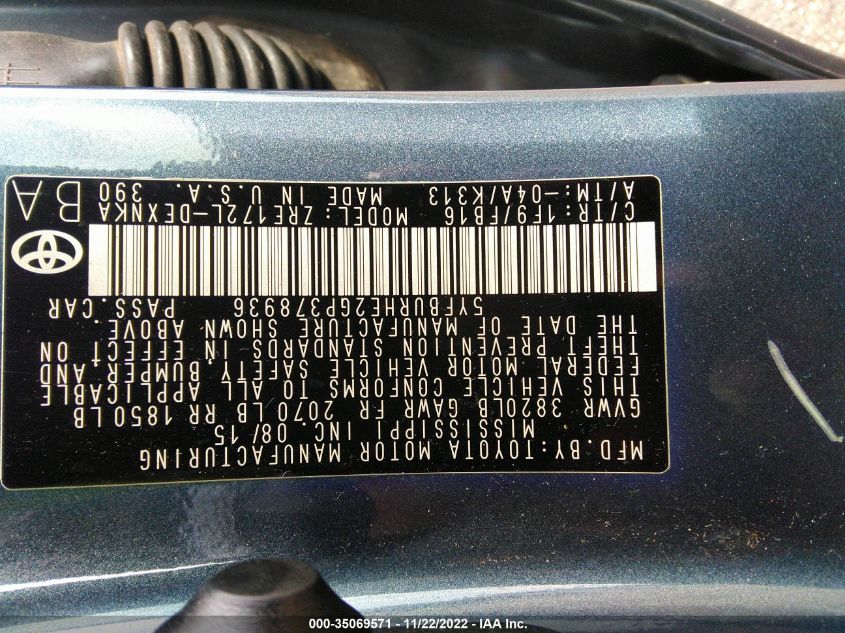 MFD.BY:TOYOTA MOTOR MANUFACTURING
MISSISSIPPI INC. 08/15
GVWR 3820LB GAWR FR 2070 LB RR 1850LB
THIS VEHICLE CONFORMS TO ALL APPLICABLE
FEDERAL MOTOR VEHICLE SAFETY, BUMPER, AND
THEFT PREVENTION STANDARDS IN EFFECT ON
THE DATE OF MANUFACTURE SHOWN ABOVE.
5YFBURHE2GP378936 PASS.CAR
C/TR:1F9/FB16 MODEL:ZRE172L-DEXNKA
A/TM:-04A/K313 MADE IN U.S.A. 390
BA
000-35069571 - 11/22/2022 - IAA Inc.